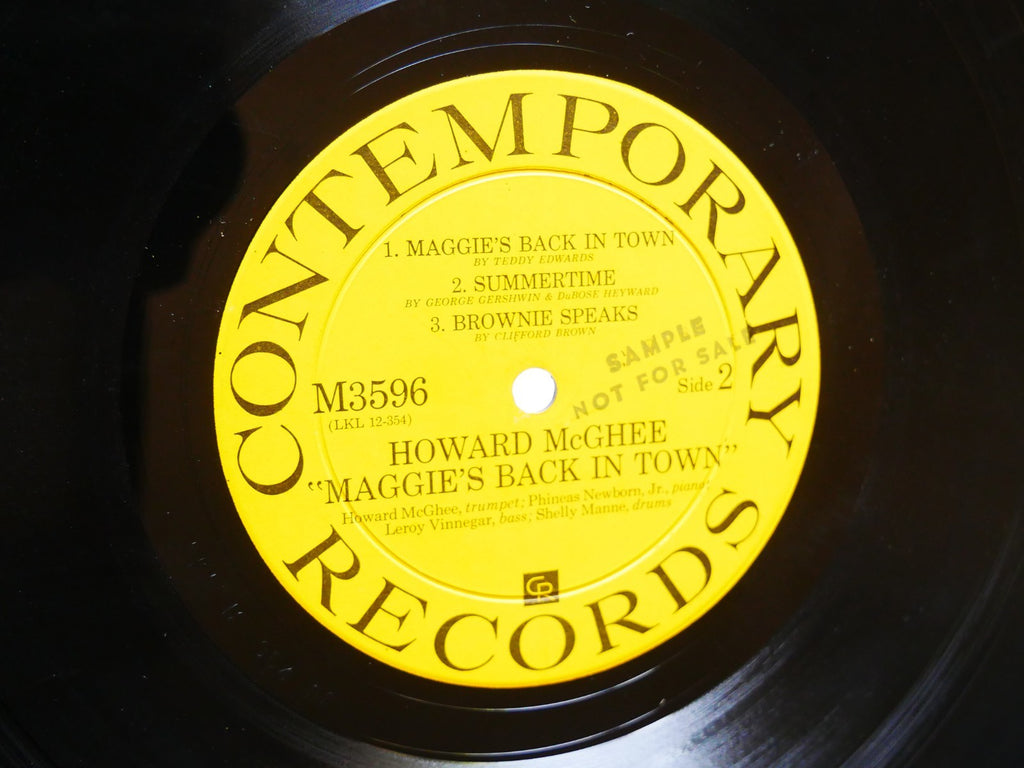 CONTEMPORARY
1. MAGGIE'S BACK IN TOWN
BY TEDDY EDWARDS
2. SUMMERTIME
BY GEORGE GERSHWIN & DuBOSE HEYWARD
3. BROWNIE SPEAKS
BY CLIFFORD BROWN
SAMPLE
NOT FOR SALE
M3596
Side 2
(LKL 12-354)
HOWARD McGHEE
"MAGGIE'S BACK IN TOWN"
Howard McGhee, trumpet; Phineas Newborn, Jr., piano;
Leroy Vinnegar, bass; Shelly Manne, drums
CR
RECORDS